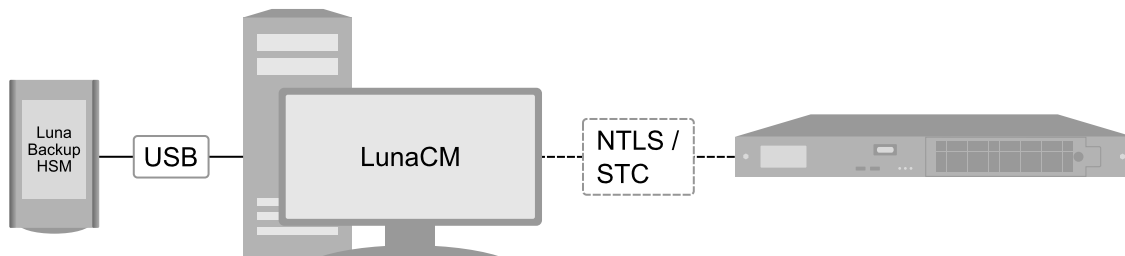 Luna
Backup
HSM
USB
LunaCM
NTLS /
STC